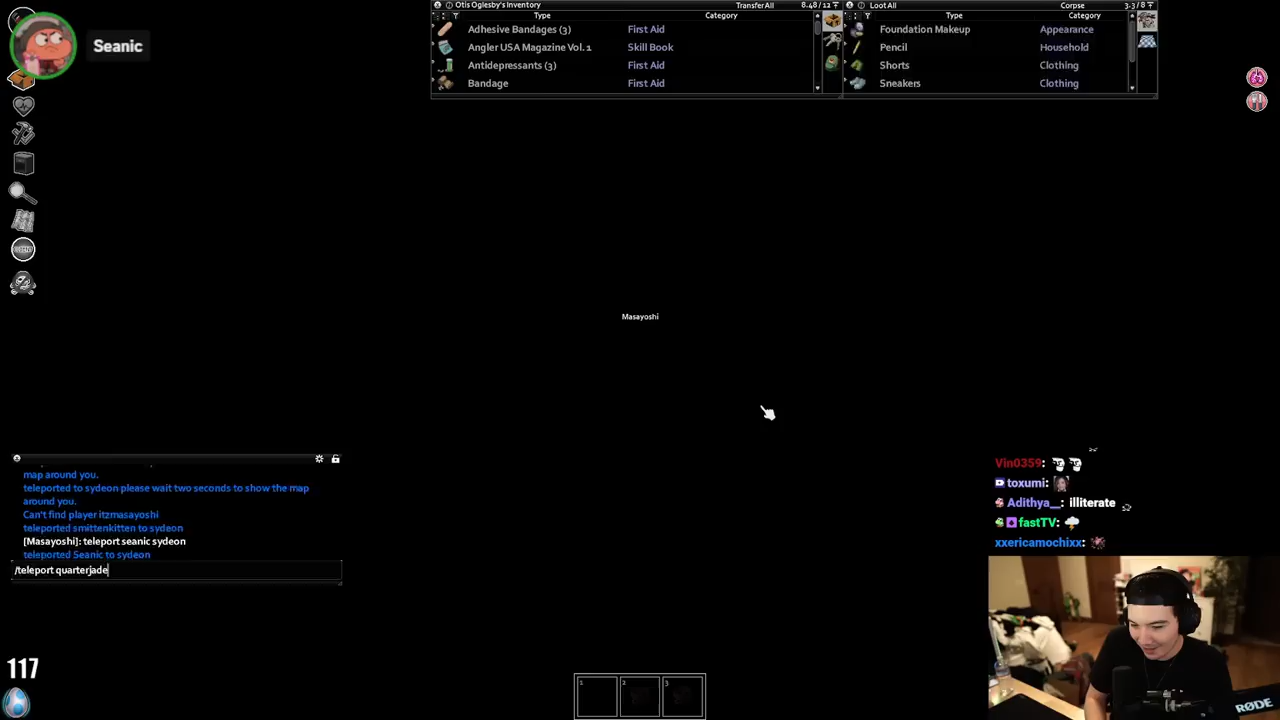 Otis Oglesby's Inventory
Transfer All
8.48 / 12
Loot All
Corpse
3.3 / 8
Type
Category
Type
Category
Adhesive Bandages (3)
First Aid
Foundation Makeup
Appearance
Angler USA Magazine Vol. 1
Skill Book
Pencil
Household
Antidepressants (3)
First Aid
Shorts
Clothing
Bandage
First Aid
Sneakers
Clothing
Seanic
Masayoshi
map around you.
teleported to sydeon please wait two seconds to show the map
around you.
Can't find player itzmasayoshi
teleported smittenkitten to sydeon
[Masayoshi]: teleport seanic sydeon
teleported Seanic to sydeon
/teleport quarterjade
Vin0359:
toxumi:
Adithya__: illiterate
fastTV:
xxericamochixx:
117
1
2
3
RØDE